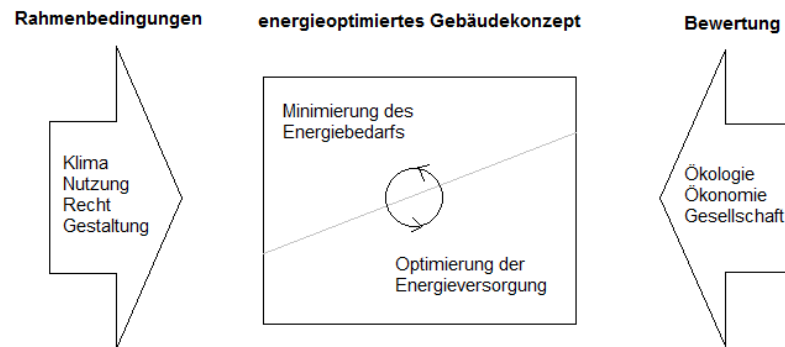 Rahmenbedingungen
energieoptimiertes Gebäudekonzept
Bewertung
Klima
Nutzung
Recht
Gestaltung
Minimierung des
Energiebedarfs
Optimierung der
Energieversorgung
Ökologie
Ökonomie
Gesellschaft